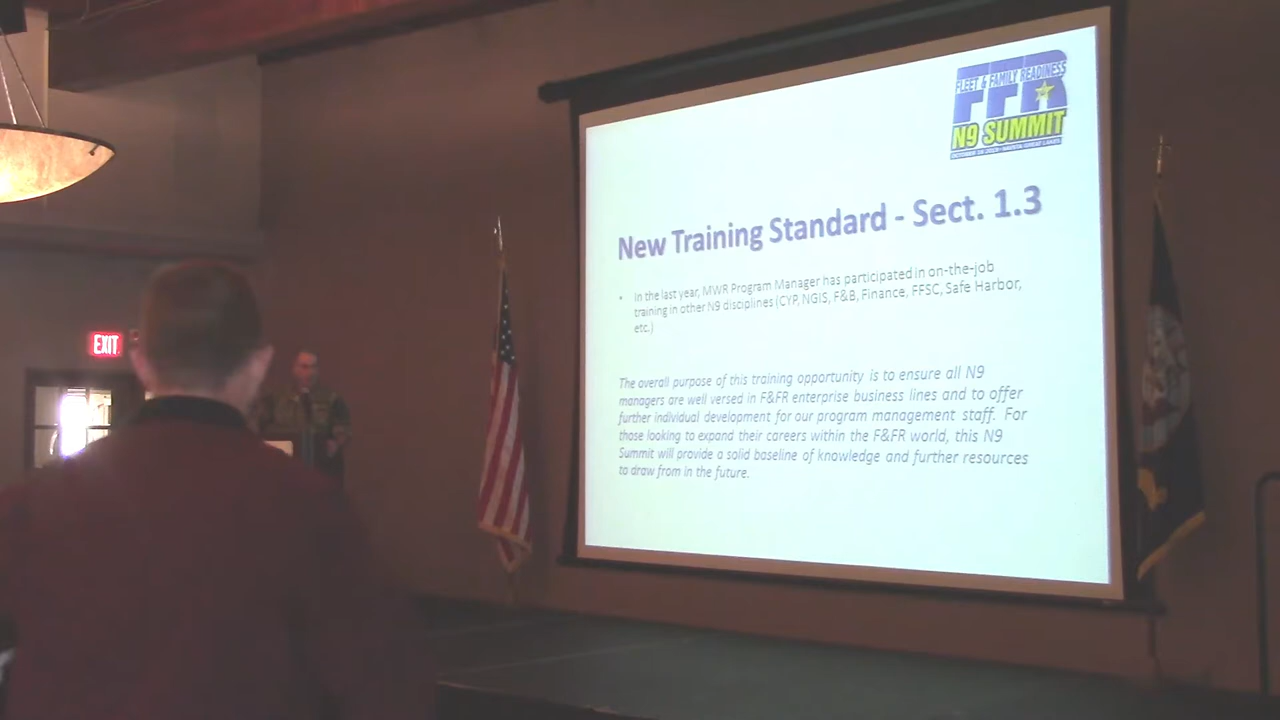 FLEET & FAMILY READINESS
FFR
N9 SUMMIT
New Training Standard - Sect. 1.3
• In the last year, MWR Program Manager has participated in on-the-job
training in other N9 disciplines (CYP, NGIS, F&B, Finance, FFSC, Safe Harbor,
etc.)
EXIT
The overall purpose of this training opportunity is to ensure all N9
managers are well versed in F&FR enterprise business lines and to offer
further individual development for our program management staff. For
those looking to expand their careers within the F&FR world, this N9
Summit will provide a solid baseline of knowledge and further resources
to draw from in the future.